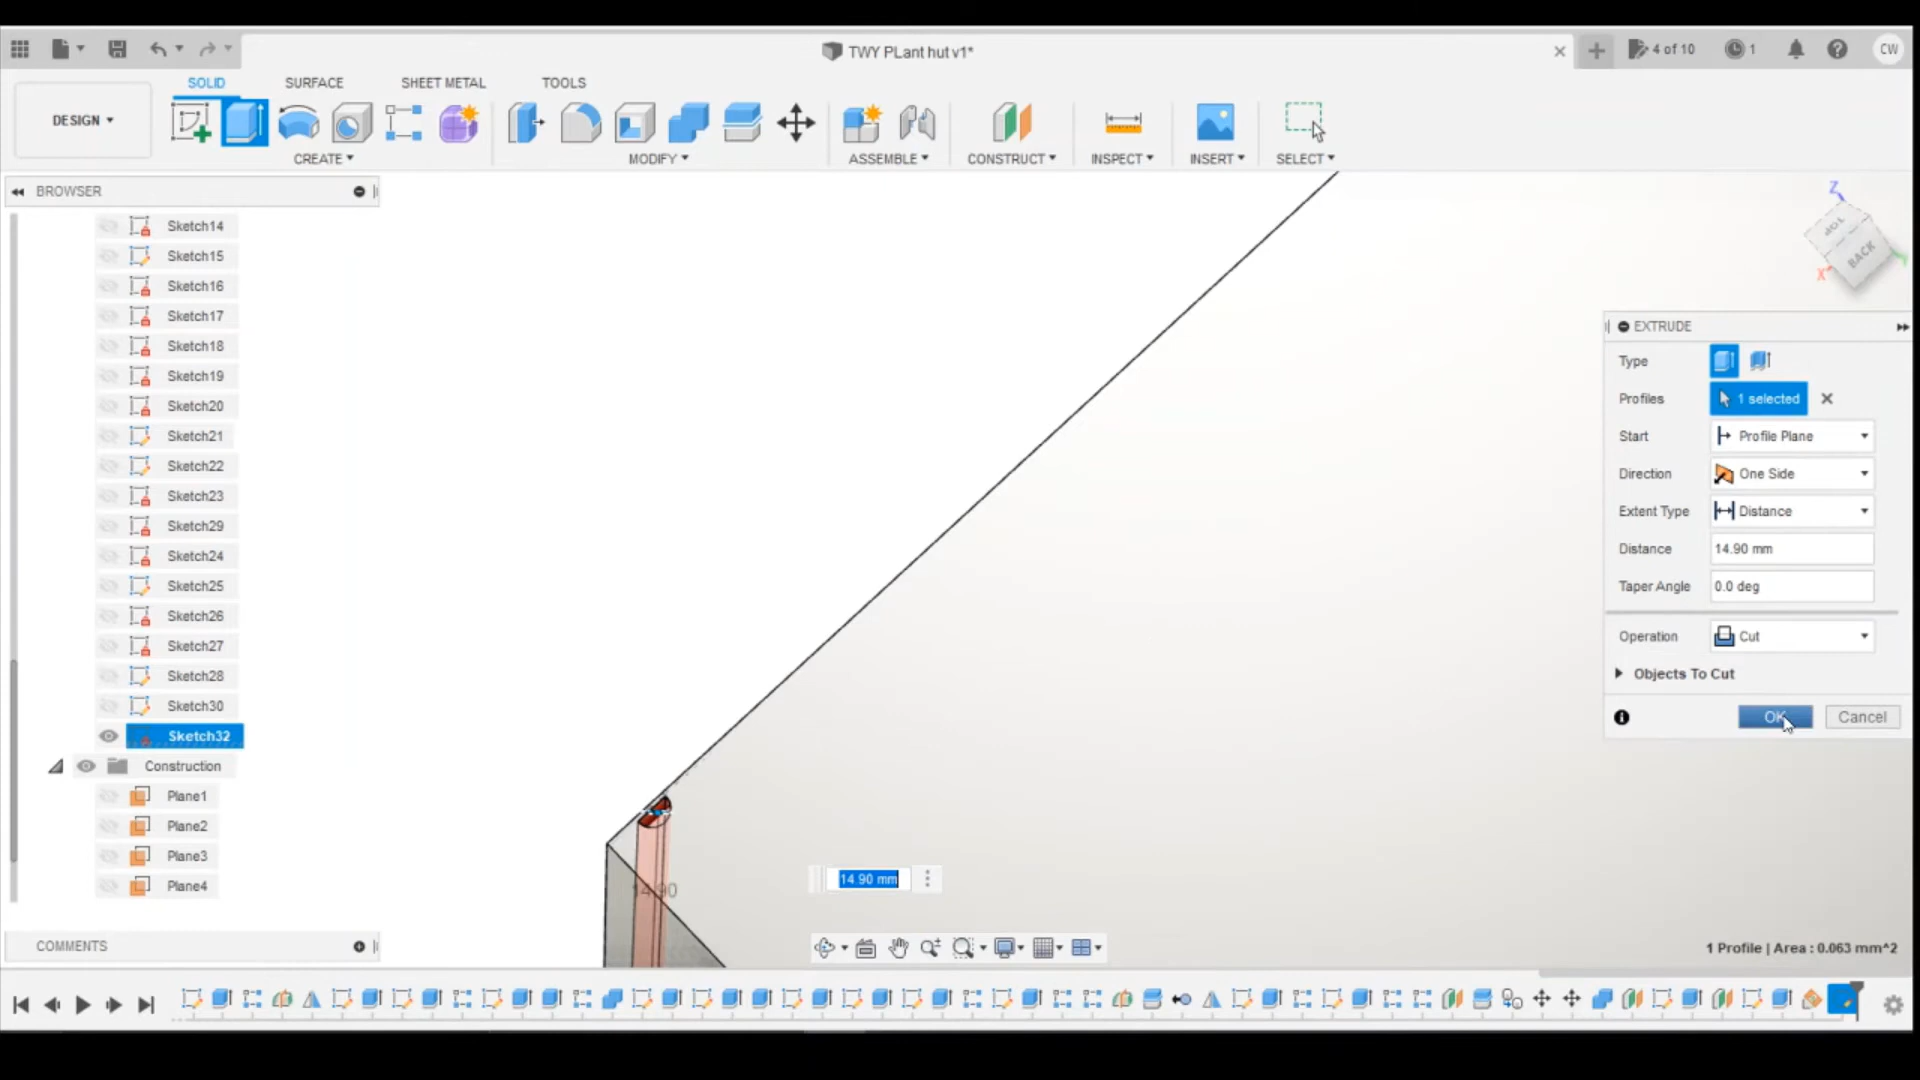 TWY PLant hut v1*
4 of 10
1
CW
DESIGN
SOLID
SURFACE
SHEET METAL
TOOLS
CREATE
MODIFY
ASSEMBLE
CONSTRUCT
INSPECT
INSERT
SELECT
BROWSER
Sketch14
Sketch15
Sketch16
Sketch17
Sketch18
Sketch19
Sketch20
Sketch21
Sketch22
Sketch23
Sketch29
Sketch24
Sketch25
Sketch26
Sketch27
Sketch28
Sketch30
Sketch32
Construction
Plane1
Plane2
Plane3
Plane4
COMMENTS
Z
TOP
BACK
X
EXTRUDE
Type
Profiles 1 selected
Start Profile Plane
Direction One Side
Extent Type Distance
Distance 14.90 mm
Taper Angle 0.0 deg
Operation Cut
Objects To Cut
OK Cancel
14.90
14.90 mm
1 Profile | Area : 0.063 mm^2